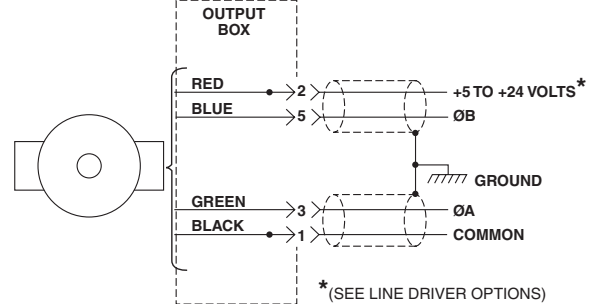 OUTPUT
BOX
RED 2 +5 TO +24 VOLTS*
BLUE 5 ØB
GROUND
GREEN 3 ØA
BLACK 1 COMMON
*(SEE LINE DRIVER OPTIONS)